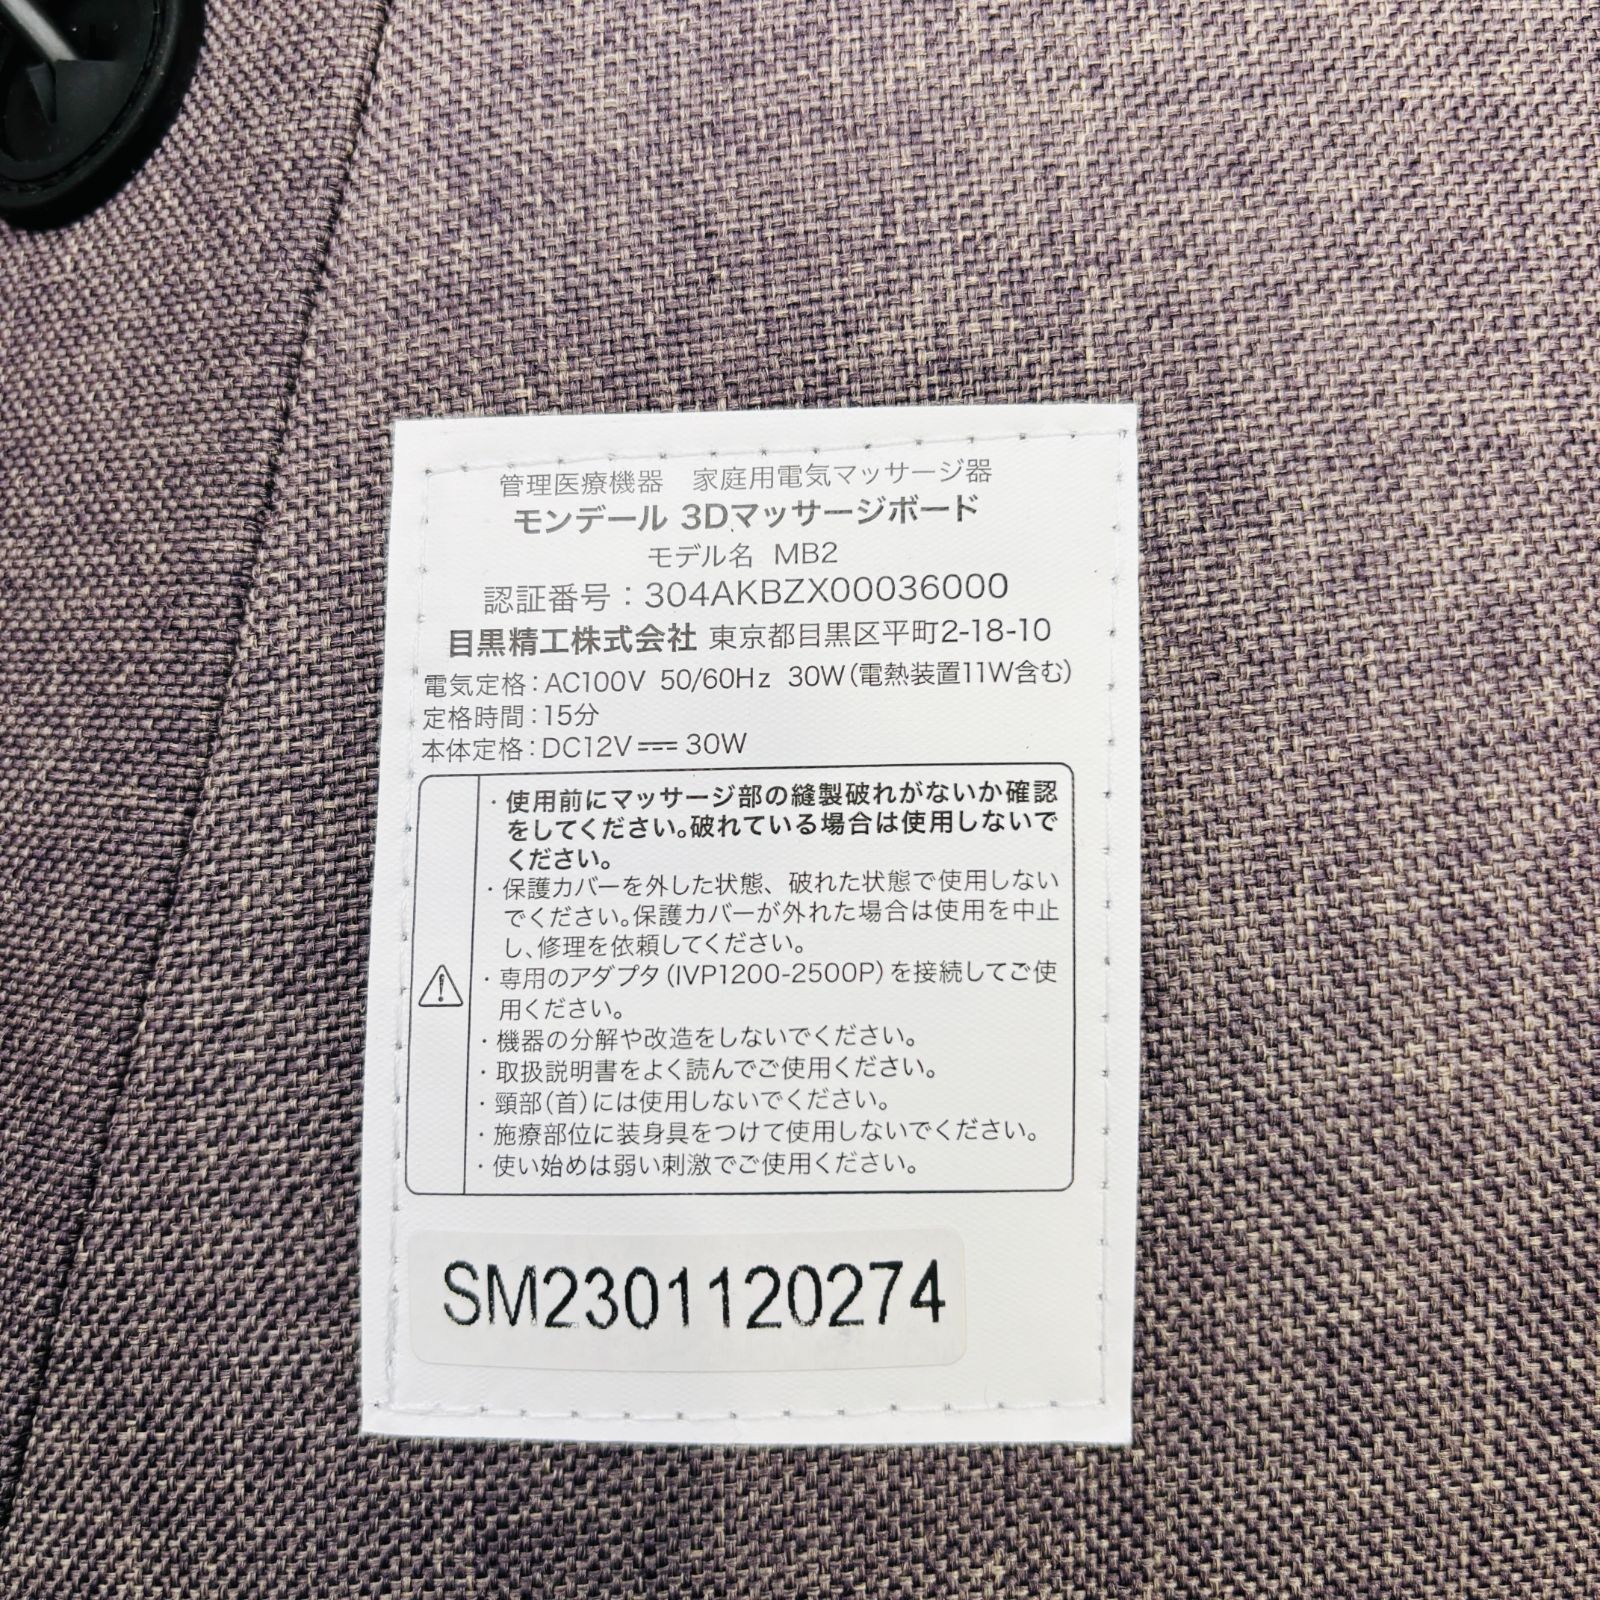 管理医療機器 家庭用電気マッサージ器
モンデール 3Dマッサージボード
モデル名 MB2
認証番号：304AKBZX00036000
目黒精工株式会社 東京都目黒区平町2-18-10
電気定格：AC100V 50/60Hz 30W（電熱装置11W含む）
定格時間：15分
本体定格：DC12V⎓30W
・使用前にマッサージ部の縫製破れがないか確認
をしてください。破れている場合は使用しないで
ください。
・保護カバーを外した状態、破れた状態で使用しない
でください。保護カバーが外れた場合は使用を中止
し、修理を依頼してください。
・専用のアダプタ（IVP1200-2500P）を接続してご使
用ください。
・機器の分解や改造をしないでください。
・取扱説明書をよく読んでご使用ください。
・頸部（首）には使用しないでください。
・施療部位に装身具をつけて使用しないでください。
・使い始めは弱い刺激でご使用ください。
SM2301120274